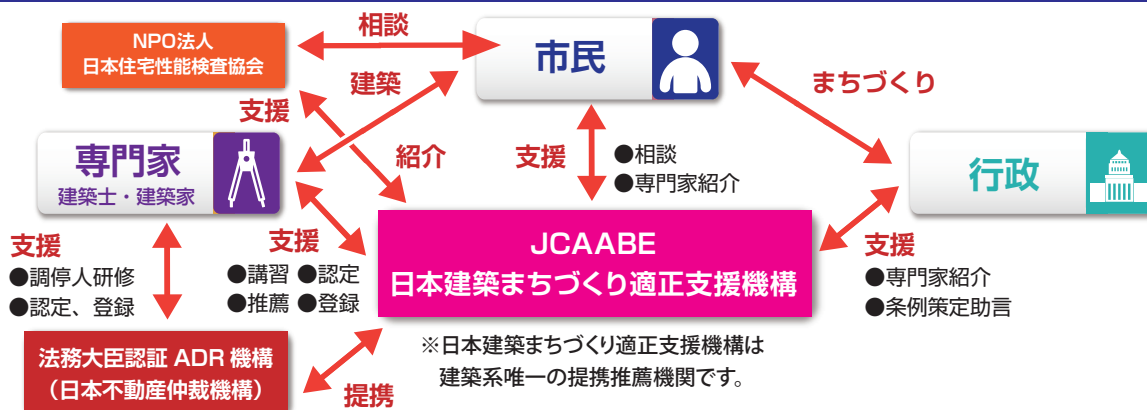 相談
NPO法人
日本住宅性能検査協会
市民
建築
まちづくり
支援
専門家
建築士・建築家
紹介
支援
●相談
●専門家紹介
行政
支援
●調停人研修
●認定、登録
支援
●講習 ●認定
●推薦 ●登録
JCAABE
日本建築まちづくり適正支援機構
支援
●専門家紹介
●条例策定助言
法務大臣認証 ADR 機構
（日本不動産仲裁機構）
提携
※日本建築まちづくり適正支援機構は
建築系唯一の提携推薦機関です。